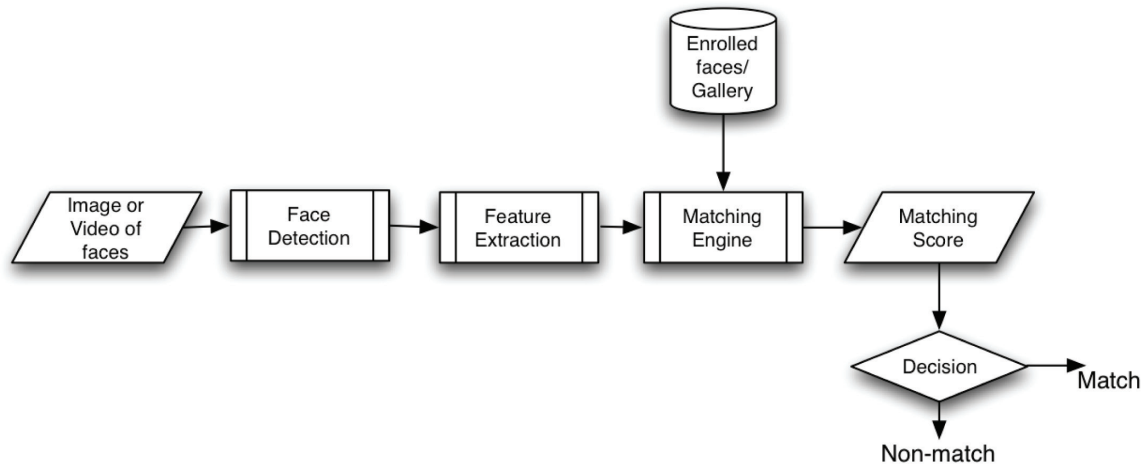 Enrolled
faces/
Gallery
Image or
Video of
faces
Face
Detection
Feature
Extraction
Matching
Engine
Matching
Score
Decision
Match
Non-match